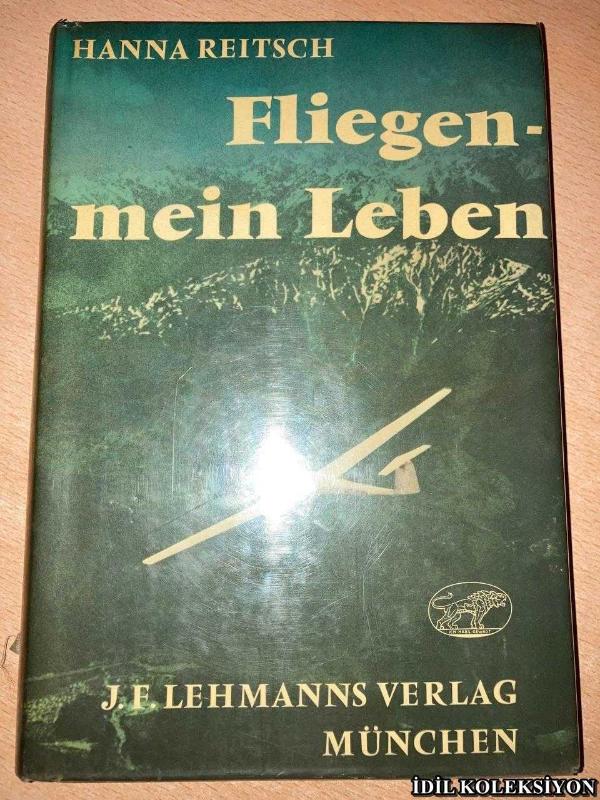 HANNA REITSCH
Fliegen-
mein Leben
J. F. LEHMANNS VERLAG
MÜNCHEN
İDİL KOLEKSİYON